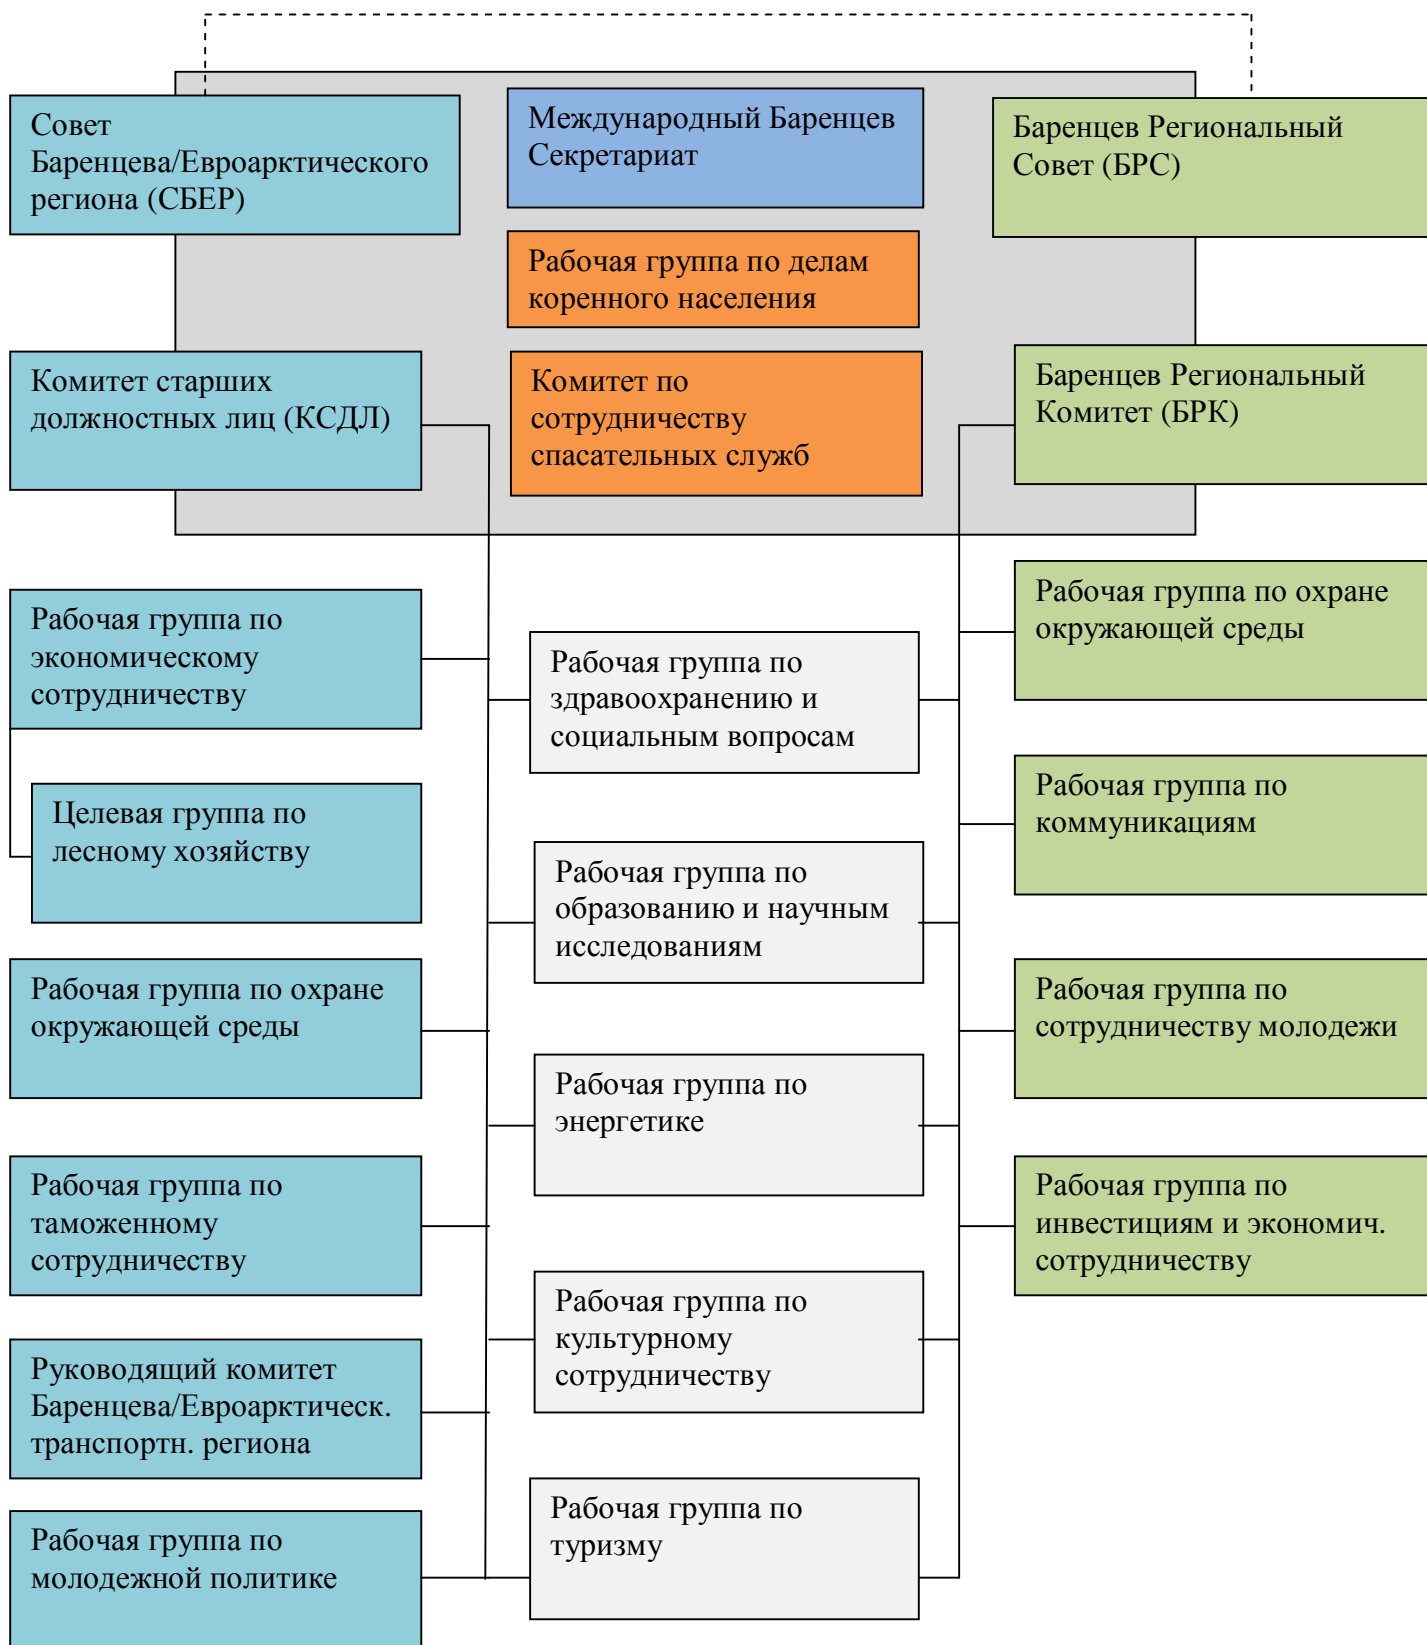 Совет
Баренцева/Евроарктического
региона (СБЕР)
Международный Баренцев
Секретариат
Баренцев Региональный
Совет (БРС)
Рабочая группа по делам
коренного населения
Комитет старших
должностных лиц (КСДЛ)
Комитет по
сотрудничеству
спасательных служб
Баренцев Региональный
Комитет (БРК)
Рабочая группа по
экономическому
сотрудничеству
Рабочая группа по
здравоохранению и
социальным вопросам
Рабочая группа по охране
окружающей среды
Целевая группа по
лесному хозяйству
Рабочая группа по
образованию и научным
исследованиям
Рабочая группа по
коммуникациям
Рабочая группа по охране
окружающей среды
Рабочая группа по
энергетике
Рабочая группа по
сотрудничеству молодежи
Рабочая группа по
таможенному
сотрудничеству
Рабочая группа по
культурному
сотрудничеству
Рабочая группа по
инвестициям и экономич.
сотрудничеству
Руководящий комитет
Баренцева/Евроарктическ.
транспортн. региона
Рабочая группа по
туризму
Рабочая группа по
молодежной политике